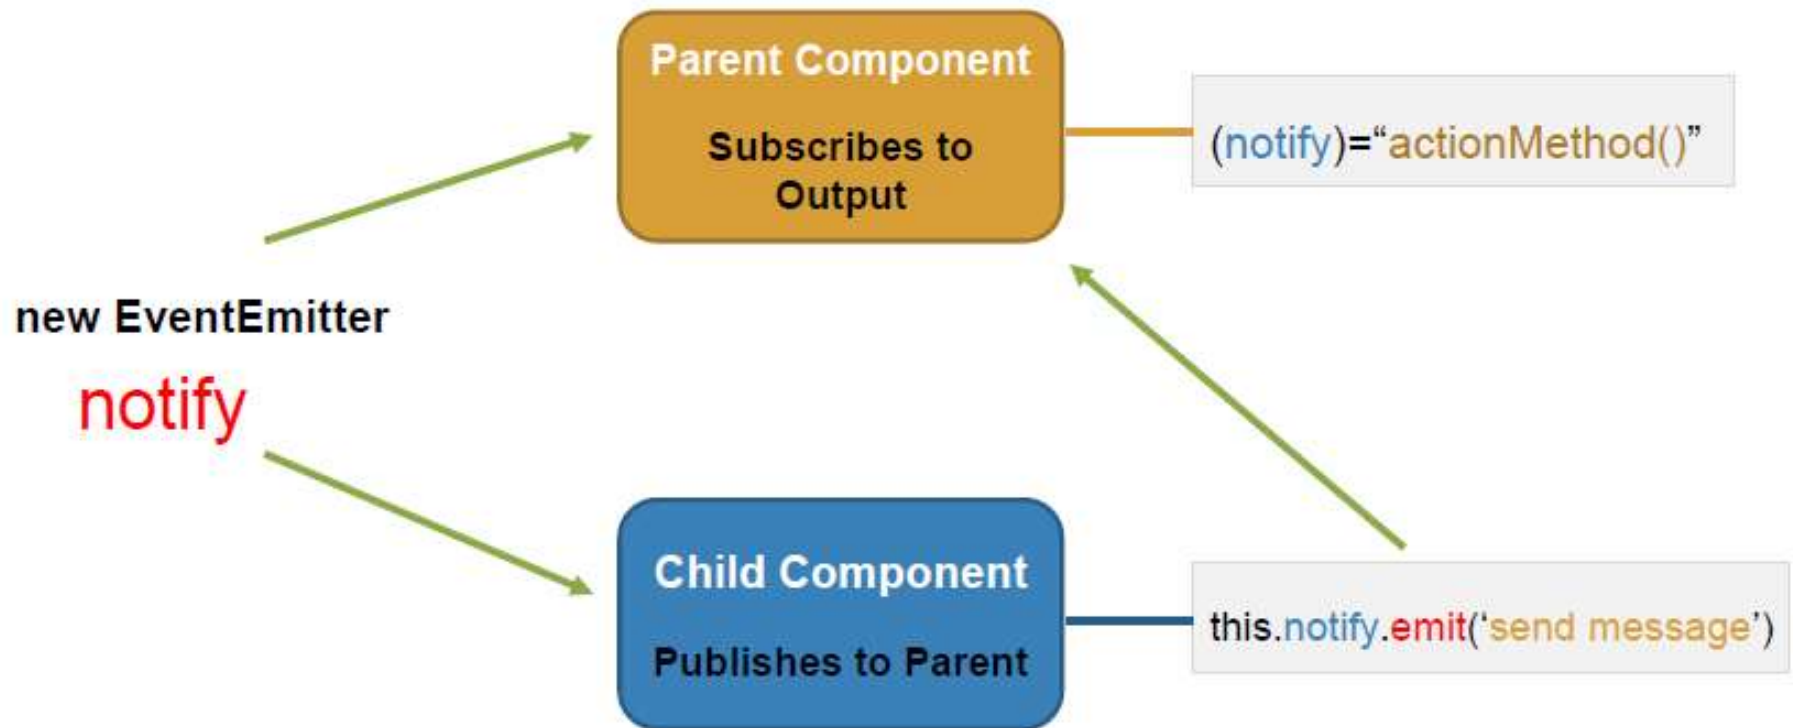 Parent Component
Subscribes to
Output
(notify)=“actionMethod()”
new EventEmitter
notify
Child Component
Publishes to Parent
this.notify.emit(‘send message’)